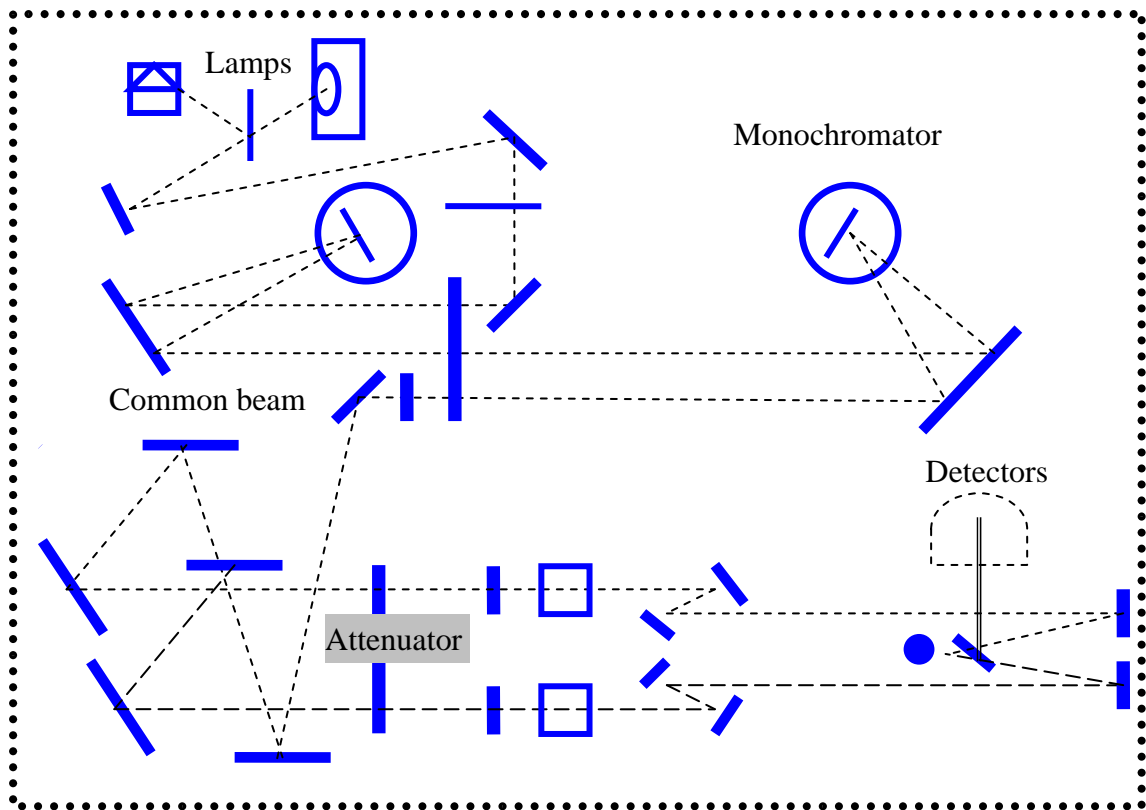 Lamps
Monochromator
Common beam
Detectors
Attenuator